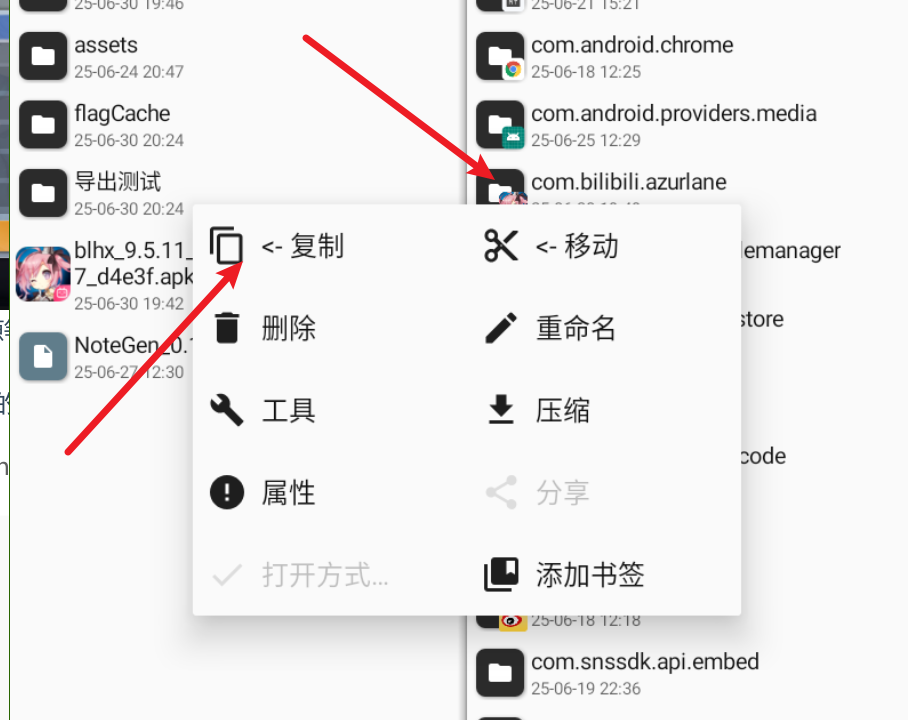 25-06-30 19:46
assets
25-06-24 20:47
flagCache
25-06-30 20:24
导出测试
25-06-30 20:24
blhx_9.5.11_
7_d4e3f.apk
25-06-30 19:42
NoteGen_0.1
25-06-27 12:30
25-06-21 15:21
com.android.chrome
25-06-18 12:25
com.android.providers.media
25-06-25 12:29
com.bilibili.azurlane
lemanager
store
code
25-06-18 12:18
com.snssdk.api.embed
25-06-19 22:36
<- 复制
<- 移动
删除
重命名
工具
压缩
属性
分享
打开方式...
添加书签